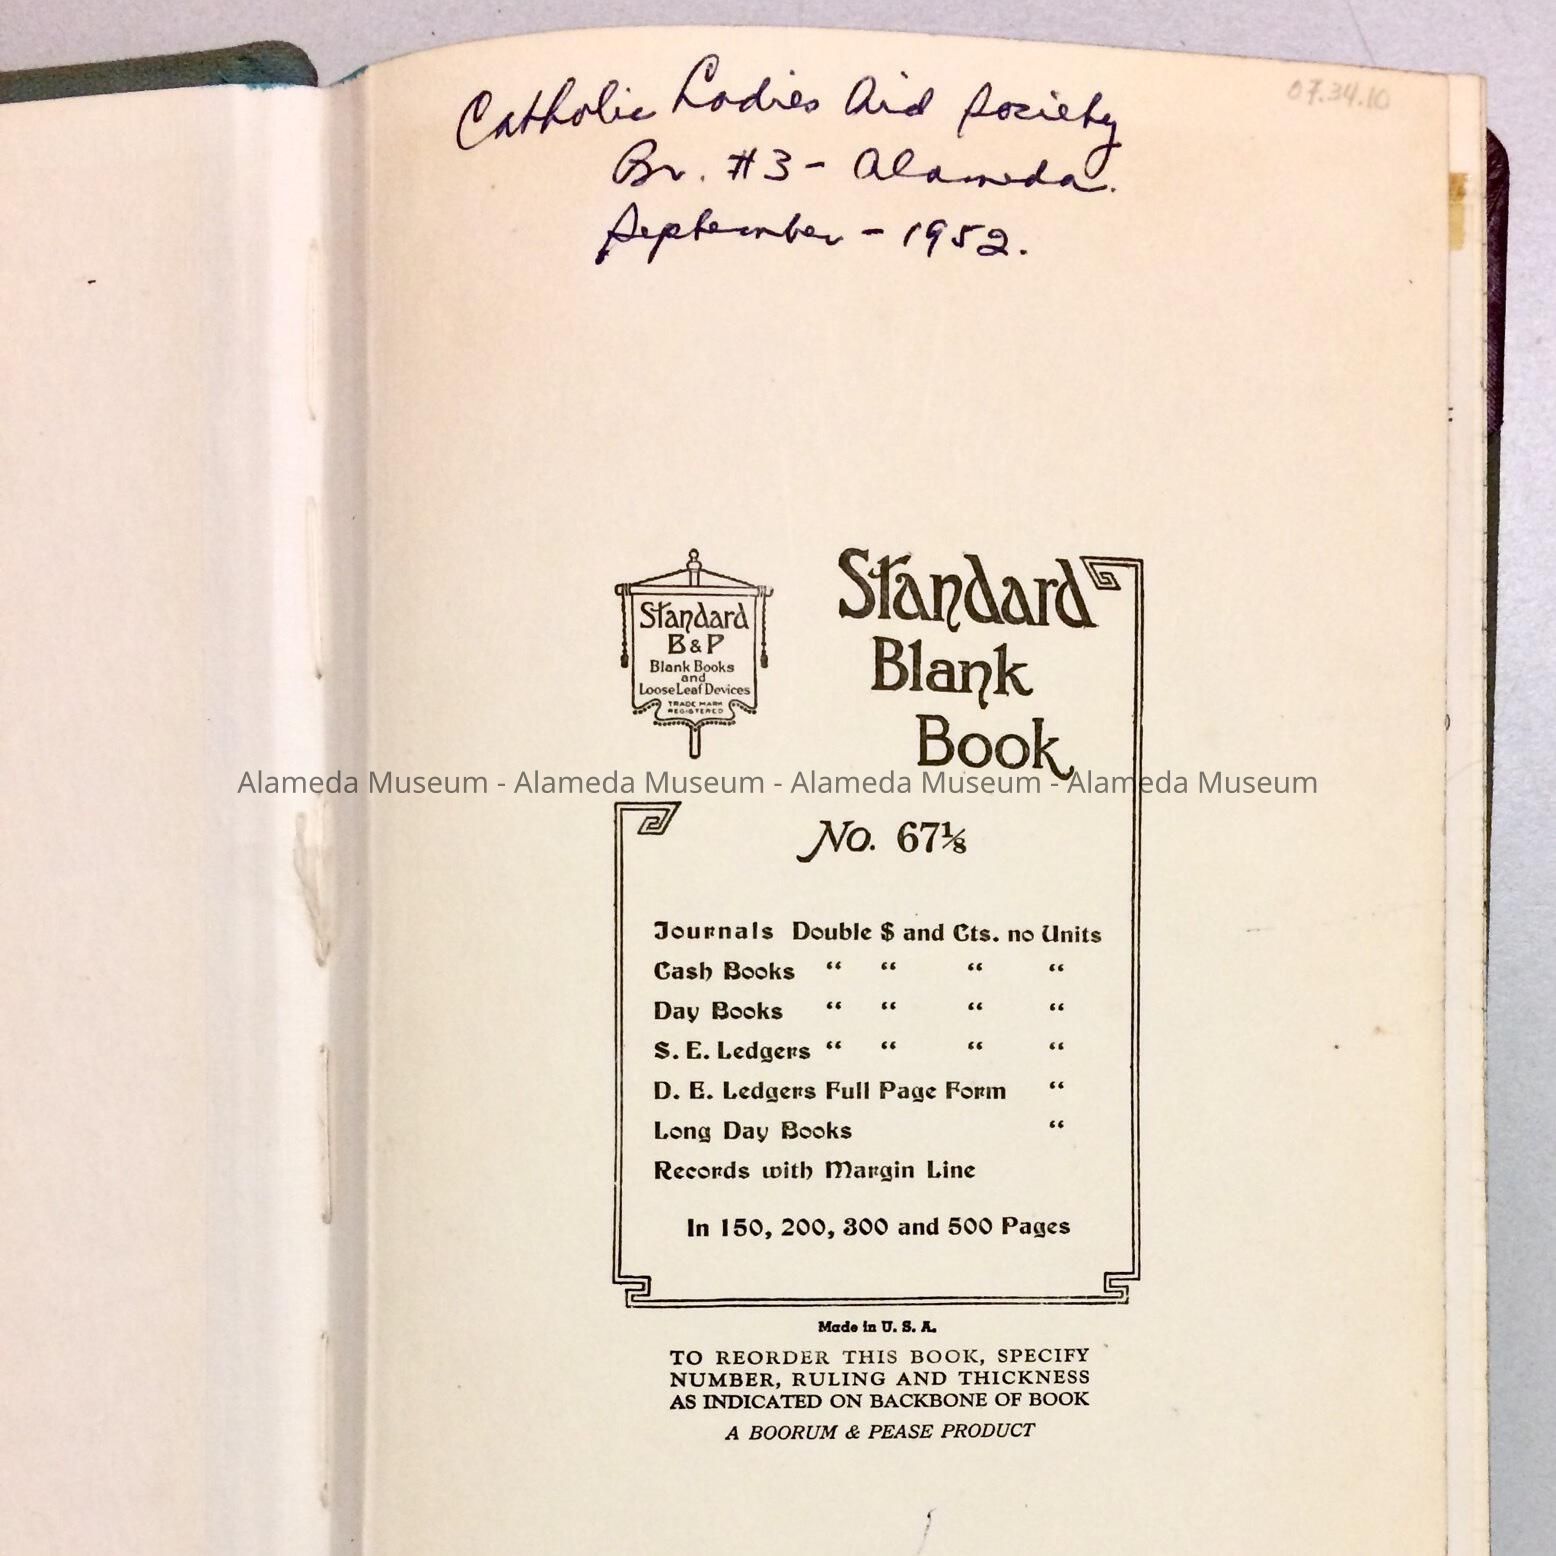 07.34.10
Catholic Ladies Aid Society
Br. #3 - Alameda.
September - 1952.
Standard
B & P
Blank Books
and
Loose Leaf Devices
TRADE MARK
REGISTERED
Standard
Blank
Book
Alameda Museum - Alameda Museum - Alameda Museum - Alameda Museum
No. 67⅛
Journals Double $ and Cts. no Units
Cash Books “ “ “ “
Day Books “ “ “ “
S. E. Ledgers “ “ “ “
D. E. Ledgers Full Page Form “
Long Day Books “
Records with Margin Line
In 150, 200, 300 and 500 Pages
Made in U. S. A.
TO REORDER THIS BOOK, SPECIFY
NUMBER, RULING AND THICKNESS
AS INDICATED ON BACKBONE OF BOOK
A BOORUM & PEASE PRODUCT